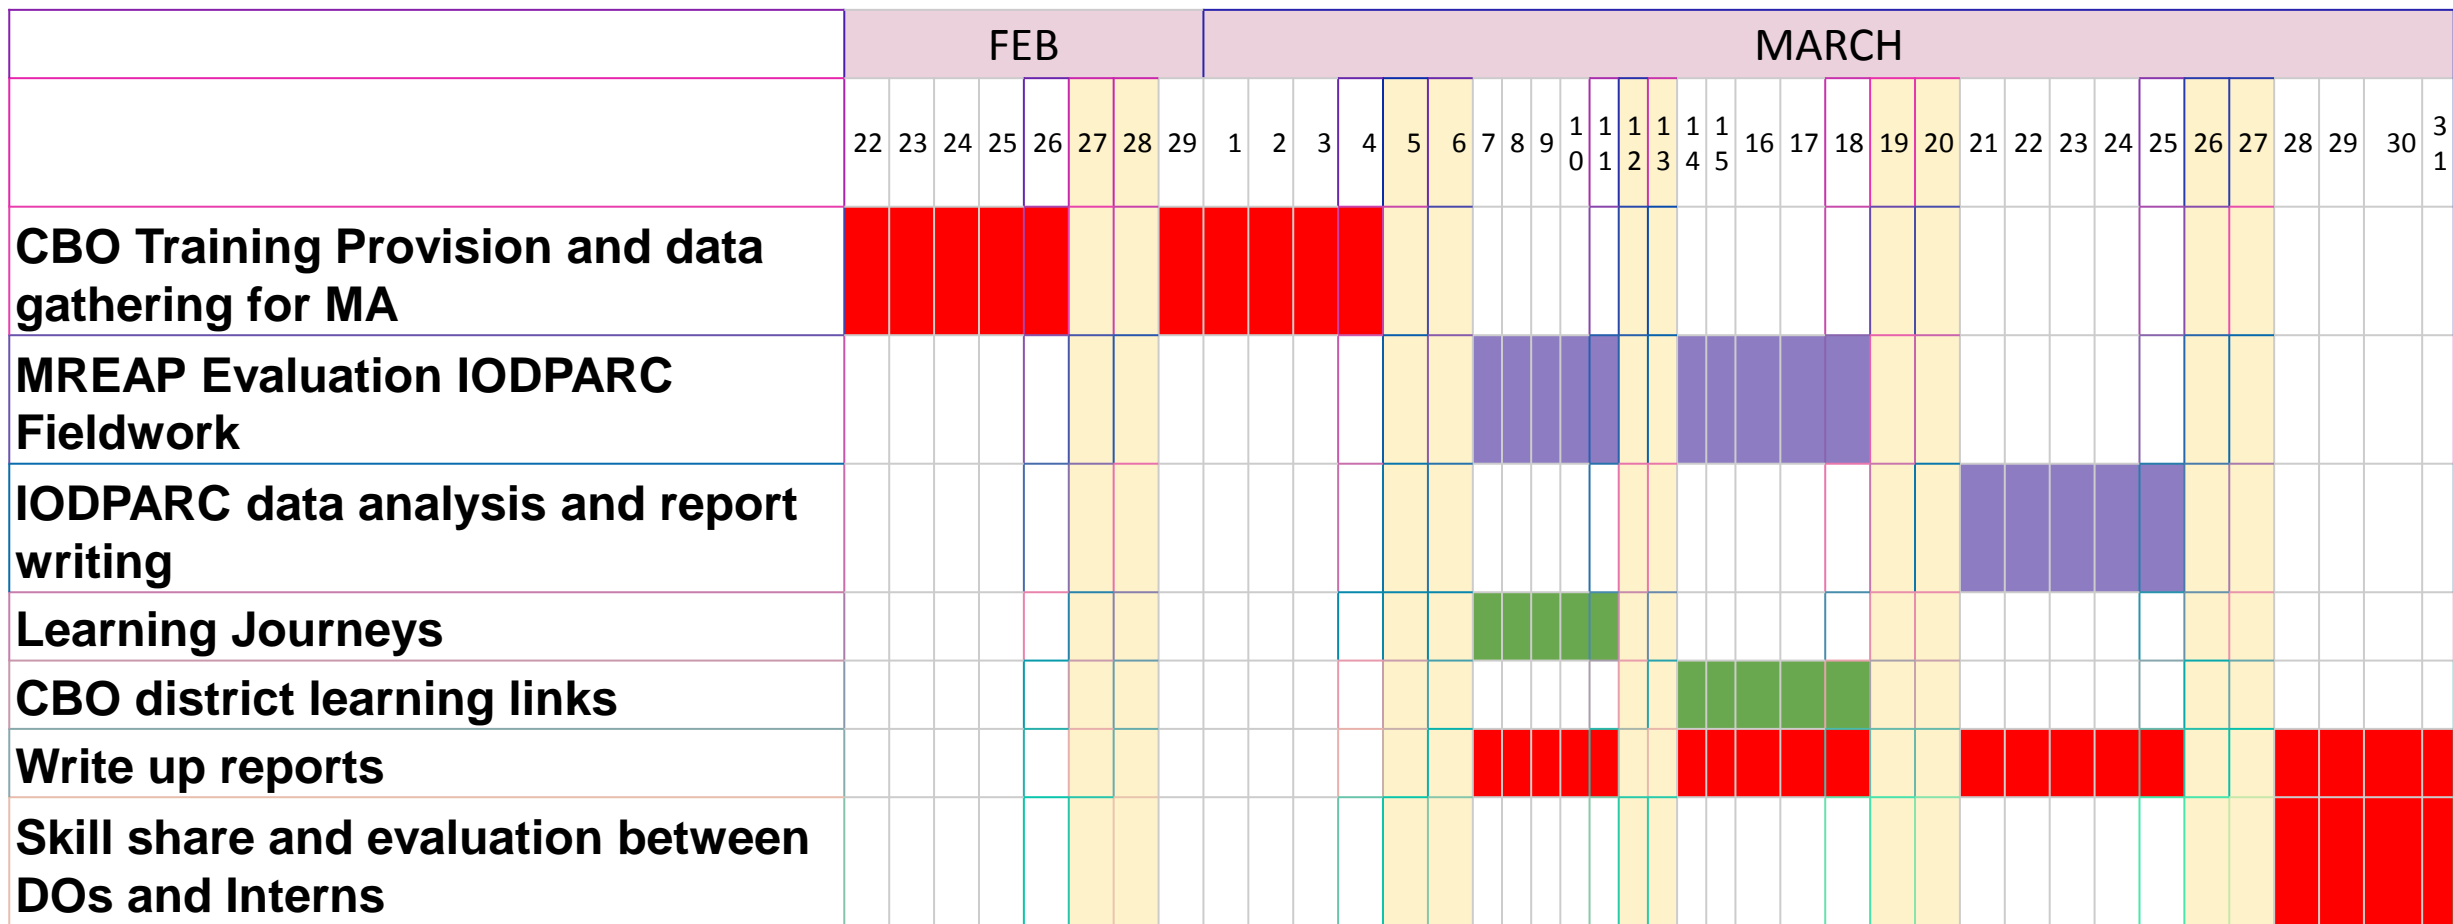 FEB MARCH
22 23 24 25 26 27 28 29 1 2 3 4 5 6 7 8 9 10 11 12 13 14 15 16 17 18 19 20 21 22 23 24 25 26 27 28 29 30 31
CBO Training Provision and data
gathering for MA
MREAP Evaluation IODPARC
Fieldwork
IODPARC data analysis and report
writing
Learning Journeys
CBO district learning links
Write up reports
Skill share and evaluation between
DOs and Interns